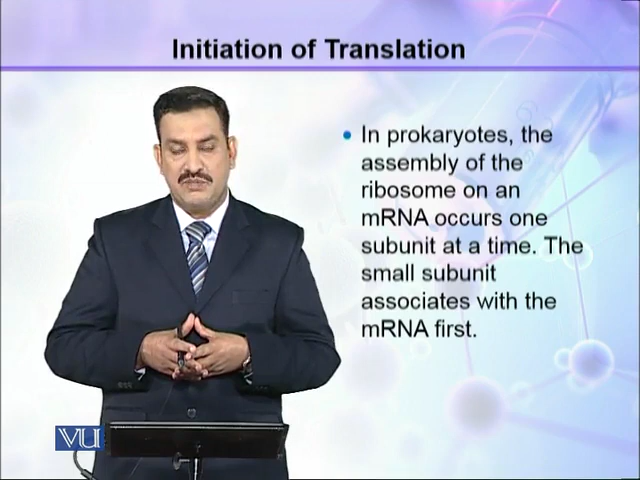 Initiation of Translation
• In prokaryotes, the
assembly of the
ribosome on an
mRNA occurs one
subunit at a time. The
small subunit
associates with the
mRNA first.
VU